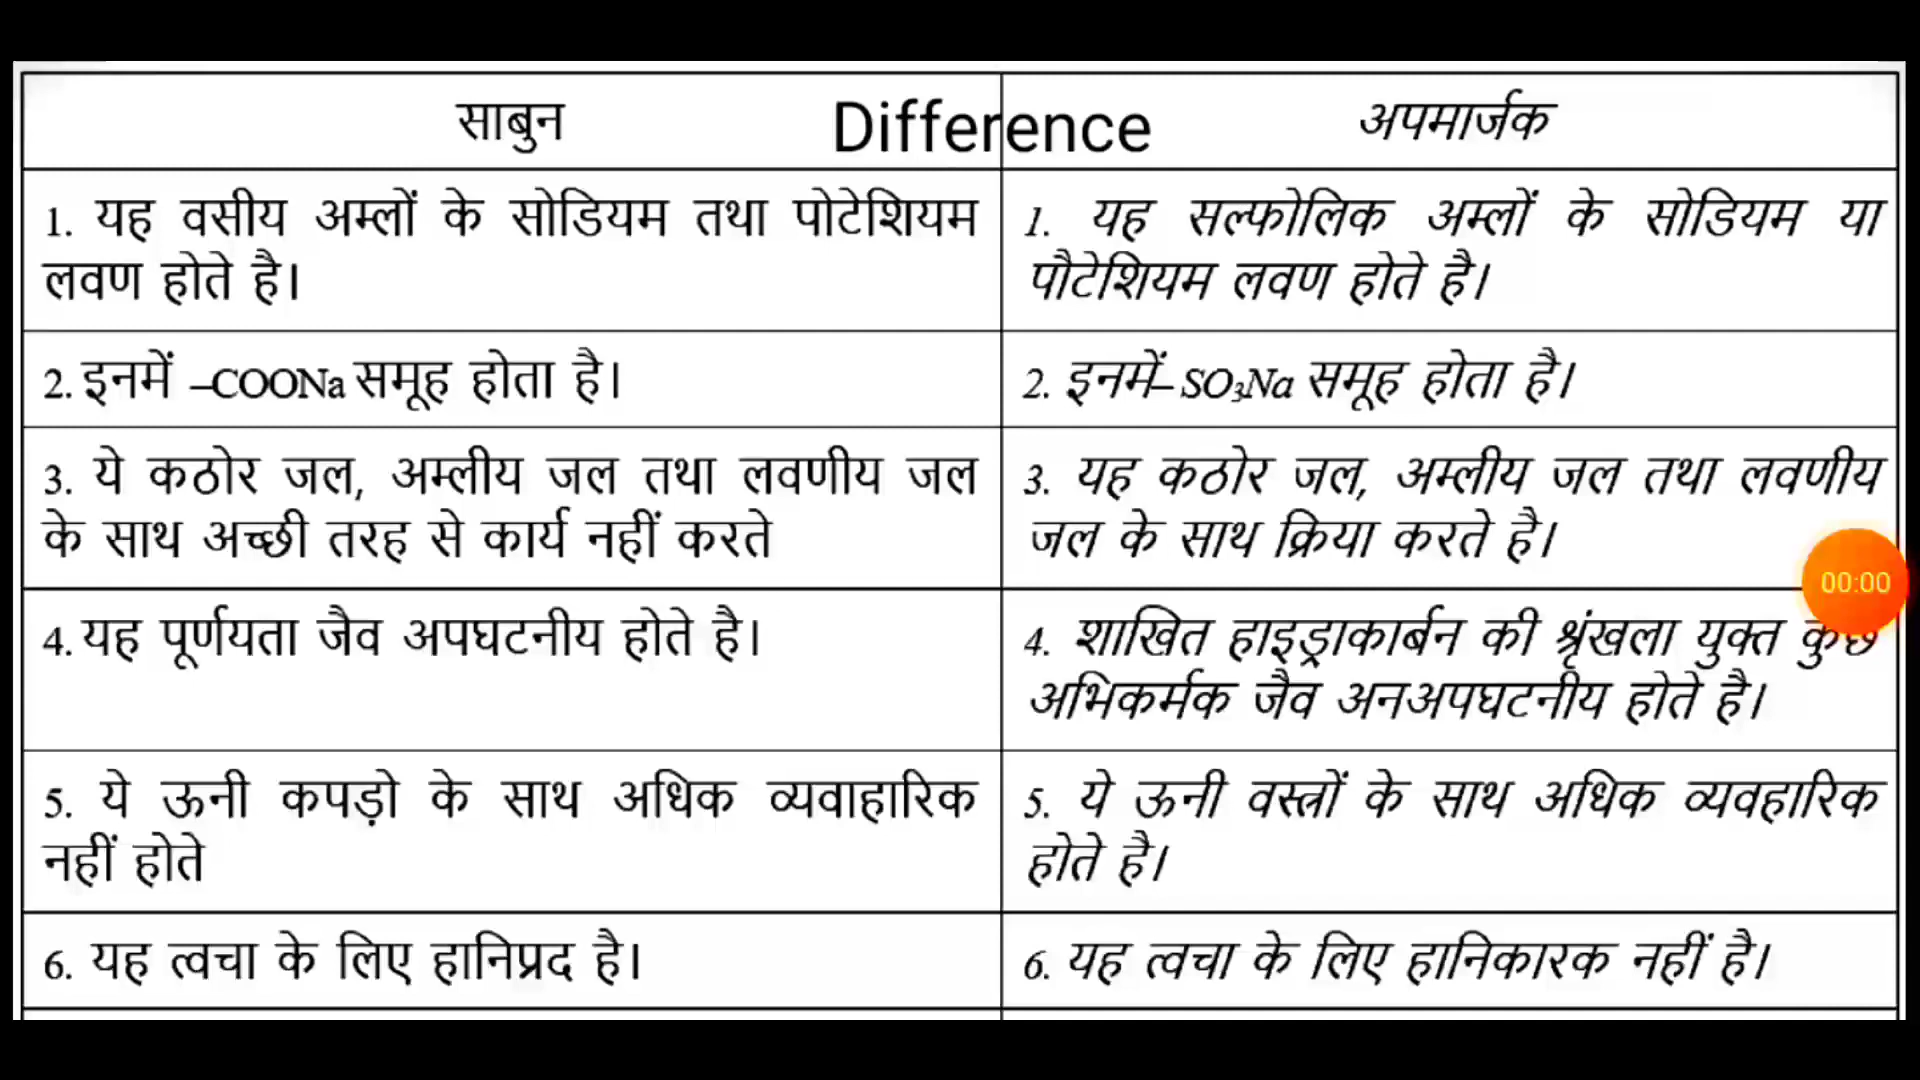 साबुन
Difference
अपमार्जक
1. यह वसीय अम्लों के सोडियम तथा पोटेशियम
लवण होते है।
1. यह सल्फोलिक अम्लों के सोडियम या
पौटेशियम लवण होते है।
2. इनमें –COONa समूह होता है।
2. इनमें– SO₃Na समूह होता है।
3. ये कठोर जल, अम्लीय जल तथा लवणीय जल
के साथ अच्छी तरह से कार्य नहीं करते
3. यह कठोर जल, अम्लीय जल तथा लवणीय
जल के साथ क्रिया करते है।
00:00
4. यह पूर्णयता जैव अपघटनीय होते है।
4. शाखित हाइड्राकार्बन की श्रृंखला युक्त कुछ
अभिकर्मक जैव अनअपघटनीय होते है।
5. ये ऊनी कपड़ो के साथ अधिक व्यवाहारिक
नहीं होते
5. ये ऊनी वस्त्रों के साथ अधिक व्यवहारिक
होते है।
6. यह त्वचा के लिए हानिप्रद है।
6. यह त्वचा के लिए हानिकारक नहीं है।